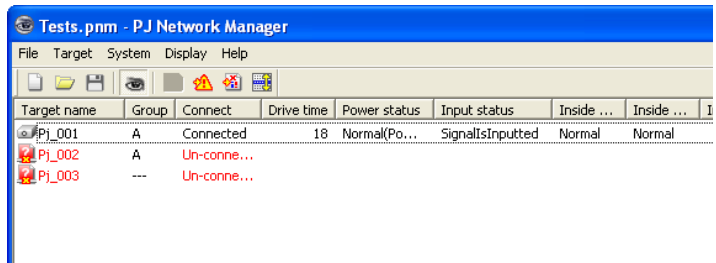 Tests.pnm - PJ Network Manager
File Target System Display Help
Target name Group Connect Drive time Power status Input status Inside ... Inside ...
Pj_001 A Connected 18 Normal(Po... SignalIsInputted Normal Normal
Pj_002 A Un-conne...
Pj_003 --- Un-conne...